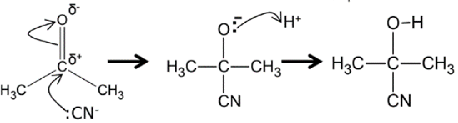 δ-
O
δ+
C
H₃C
CH₃
:CN-
O:-
H+
H₃C-C-CH₃
CN
O-H
H₃C-C-CH₃
CN